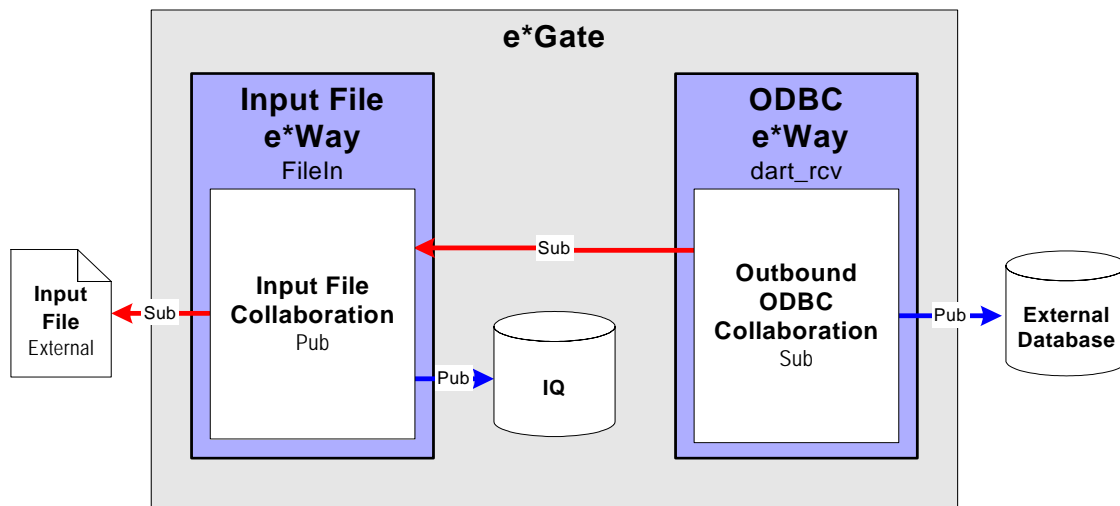 e*Gate
Input File
e*Way
FileIn
ODBC
e*Way
dart_rcv
Input
File
External
Sub
Input File
Collaboration
Pub
Sub
Pub
IQ
Outbound
ODBC
Collaboration
Sub
Pub
External
Database